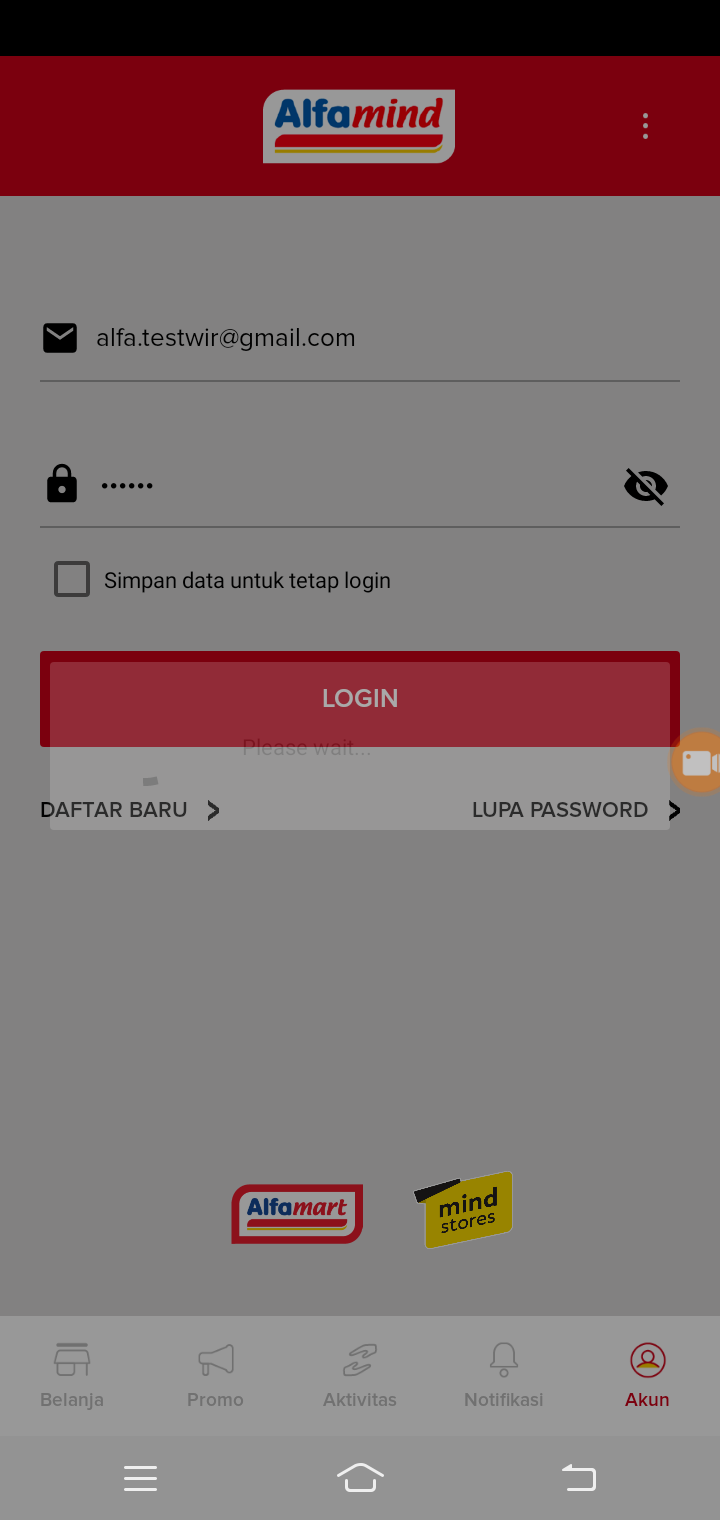 Alfamind
alfa.testwir@gmail.com
••••••
Simpan data untuk tetap login
LOGIN
Please wait...
DAFTAR BARU
LUPA PASSWORD
Alfamart
mind
stores
Belanja
Promo
Aktivitas
Notifikasi
Akun